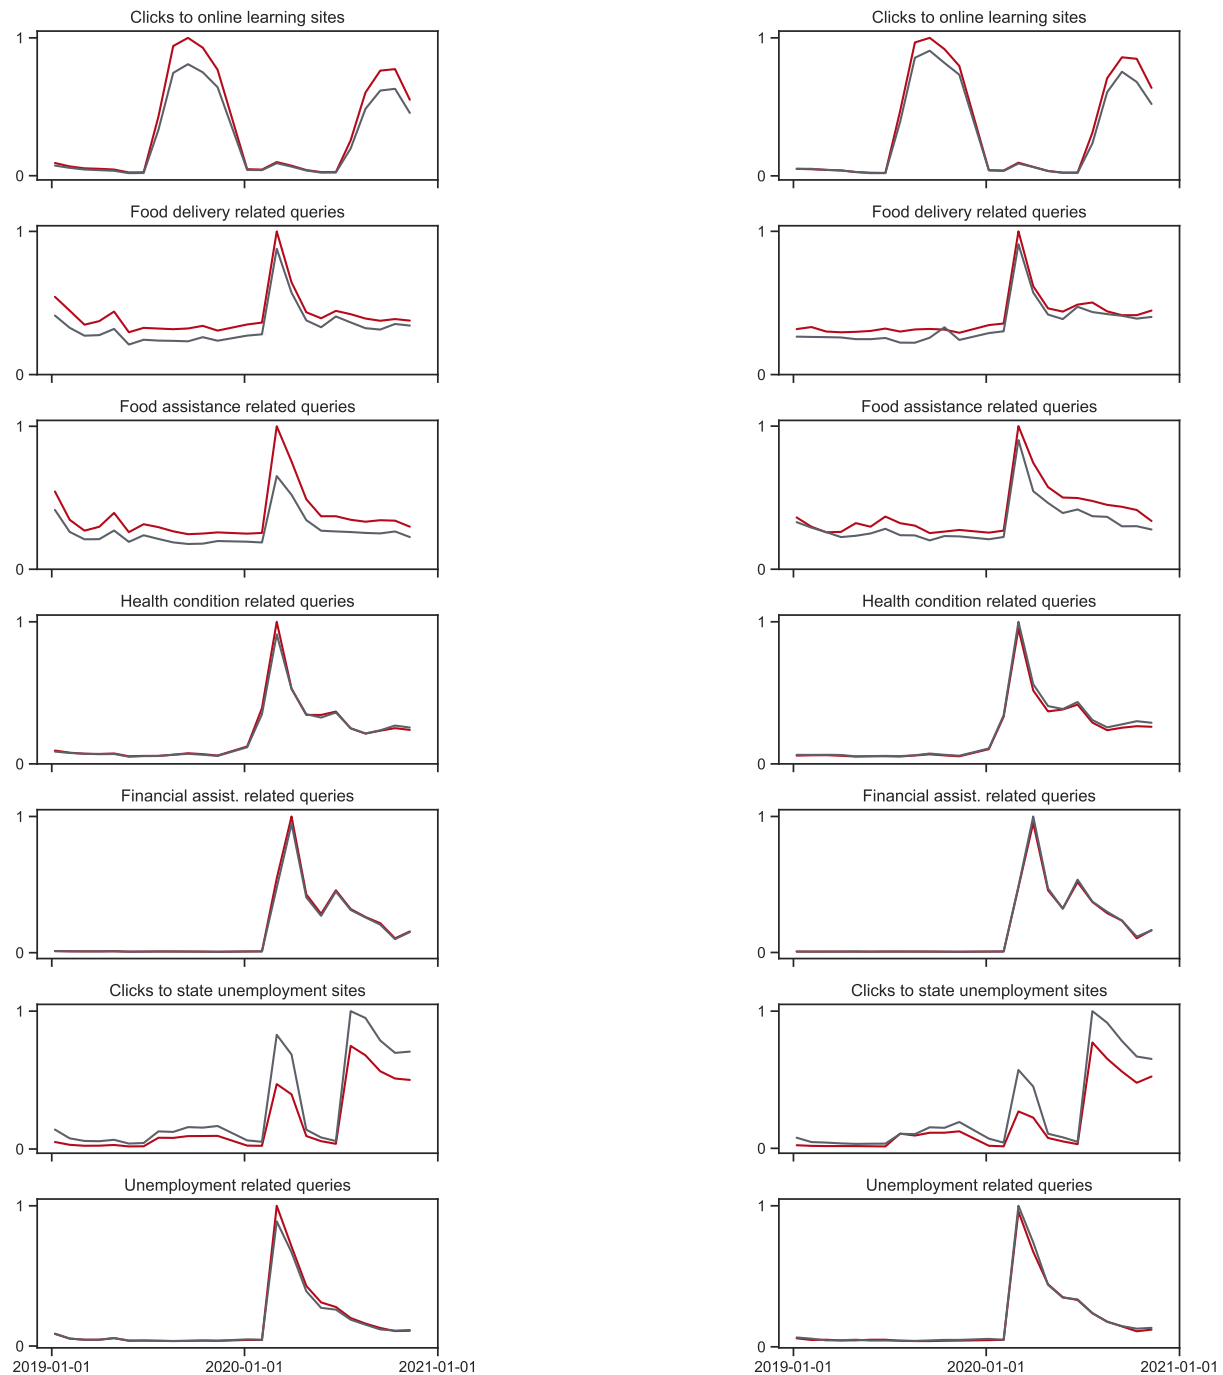 Clicks to online learning sites
1
0
Food delivery related queries
1
0
Food assistance related queries
1
0
Health condition related queries
1
0
Financial assist. related queries
1
0
Clicks to state unemployment sites
1
0
Unemployment related queries
1
0
2019-01-01 2020-01-01 2021-01-01
Clicks to online learning sites
1
0
Food delivery related queries
1
0
Food assistance related queries
1
0
Health condition related queries
1
0
Financial assist. related queries
1
0
Clicks to state unemployment sites
1
0
Unemployment related queries
1
0
2019-01-01 2020-01-01 2021-01-01